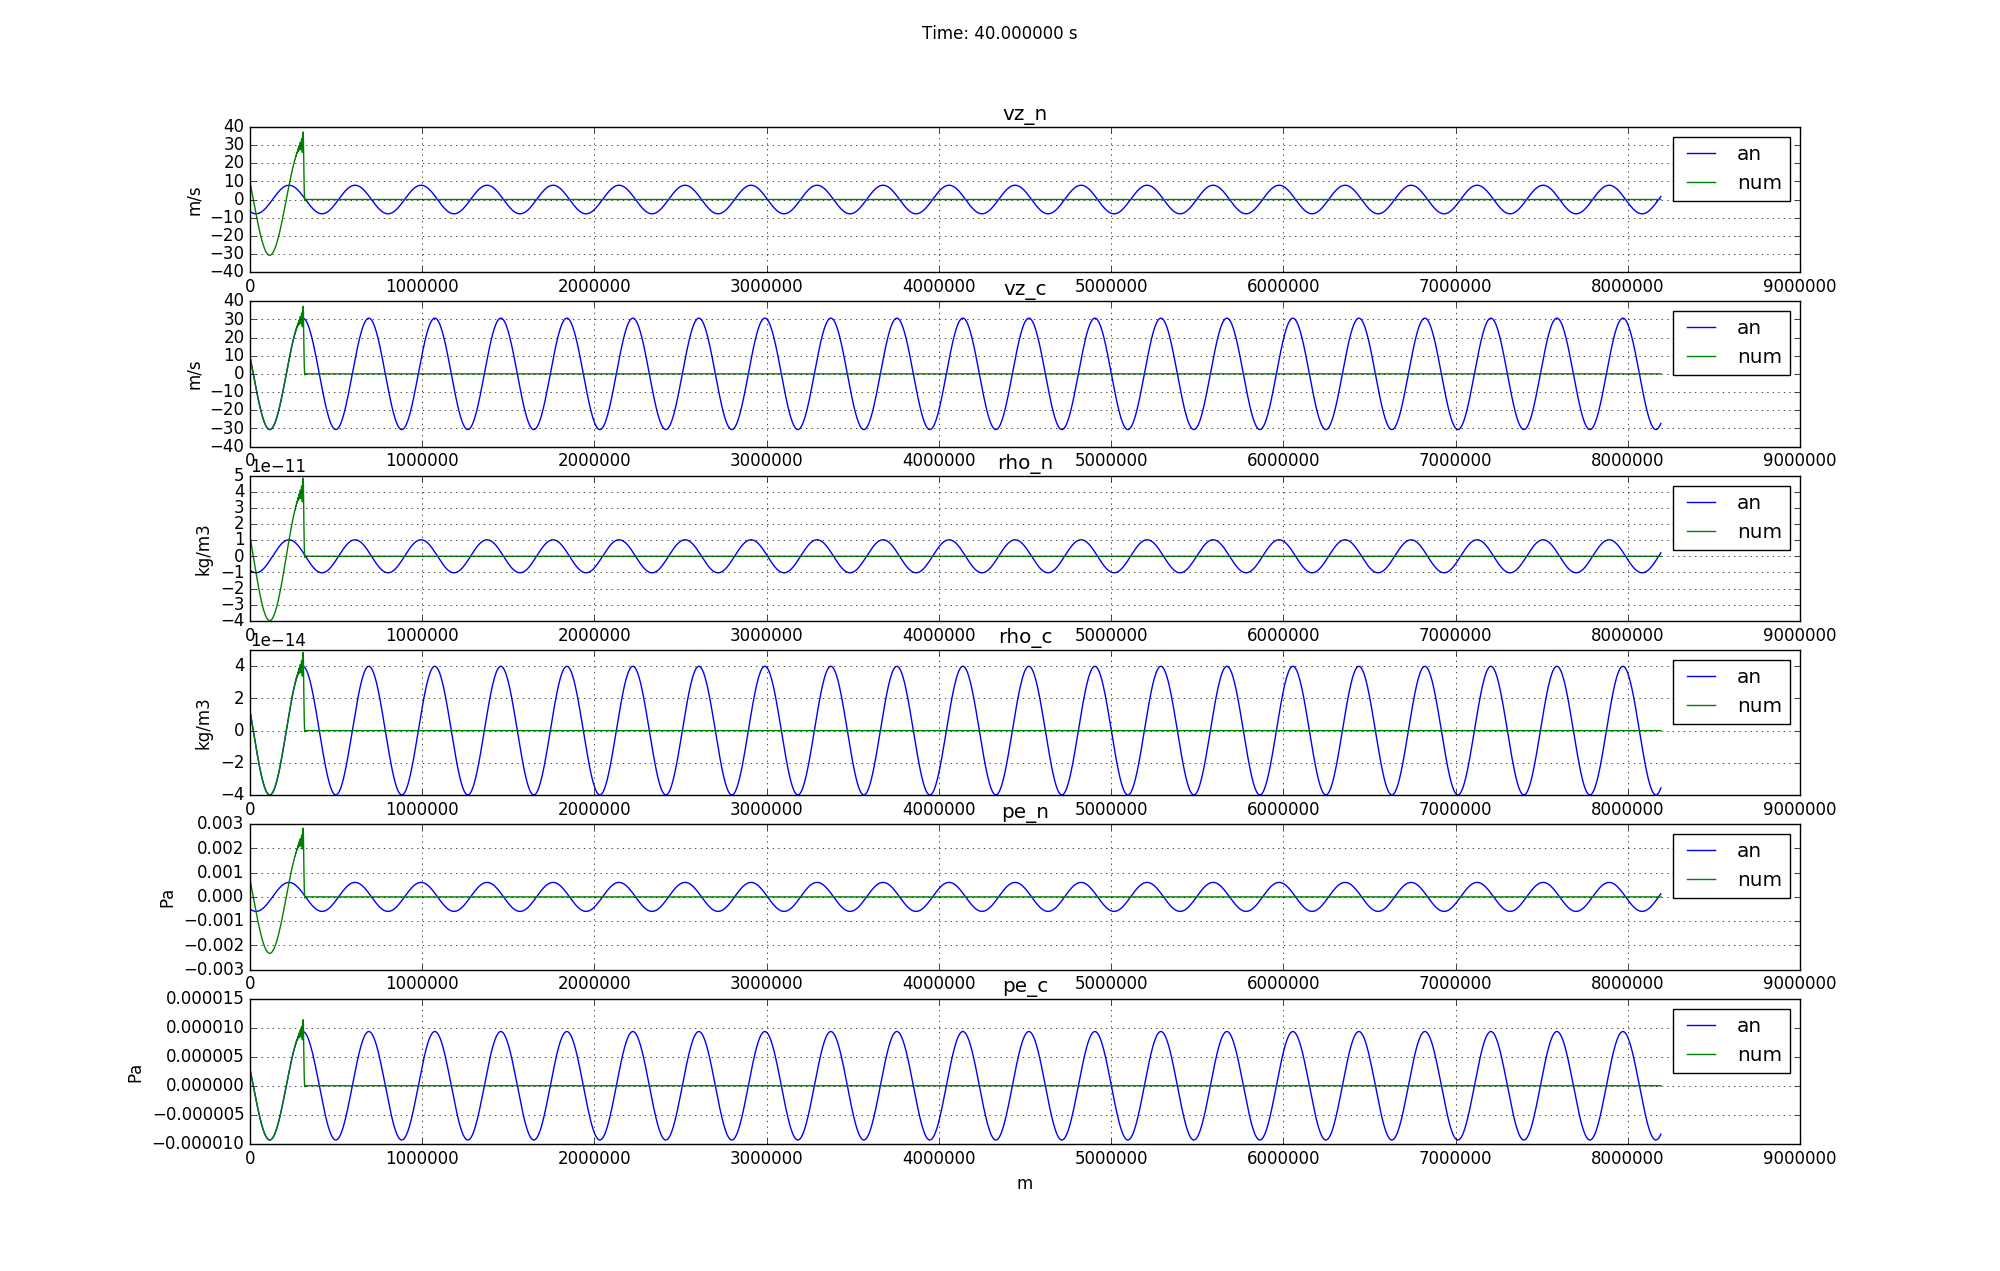 Time: 40.000000 s
vz_n
40
30
20
10
0
−10
−20
−30
−40
m/s
an
num
0 1000000 2000000 3000000 4000000 5000000 6000000 7000000 8000000 9000000
vz_c
40
30
20
10
0
−10
−20
−30
−40
m/s
an
num
0 1000000 2000000 3000000 4000000 5000000 6000000 7000000 8000000 9000000
1e−11
rho_n
5
4
3
2
1
0
−1
−2
−3
−4
kg/m3
an
num
0 1000000 2000000 3000000 4000000 5000000 6000000 7000000 8000000 9000000
1e−14
rho_c
4
2
0
−2
−4
kg/m3
an
num
0 1000000 2000000 3000000 4000000 5000000 6000000 7000000 8000000 9000000
pe_n
0.003
0.002
0.001
0.000
−0.001
−0.002
−0.003
Pa
an
num
0 1000000 2000000 3000000 4000000 5000000 6000000 7000000 8000000 9000000
pe_c
0.000015
0.000010
0.000005
0.000000
−0.000005
−0.000010
Pa
an
num
0 1000000 2000000 3000000 4000000 5000000 6000000 7000000 8000000 9000000
m